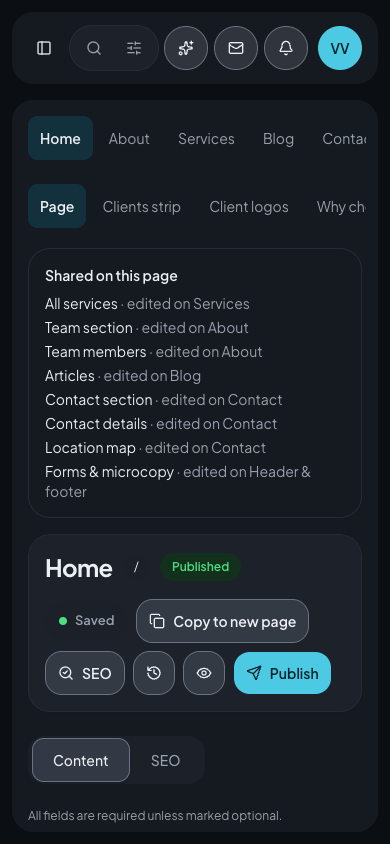 VV
Home About Services Blog Contac
Page Clients strip Client logos Why ch
Shared on this page
All services · edited on Services
Team section · edited on About
Team members · edited on About
Articles · edited on Blog
Contact section · edited on Contact
Contact details · edited on Contact
Location map · edited on Contact
Forms & microcopy · edited on Header &
footer
Home / Published
Saved Copy to new page
SEO Publish
Content SEO
All fields are required unless marked optional.